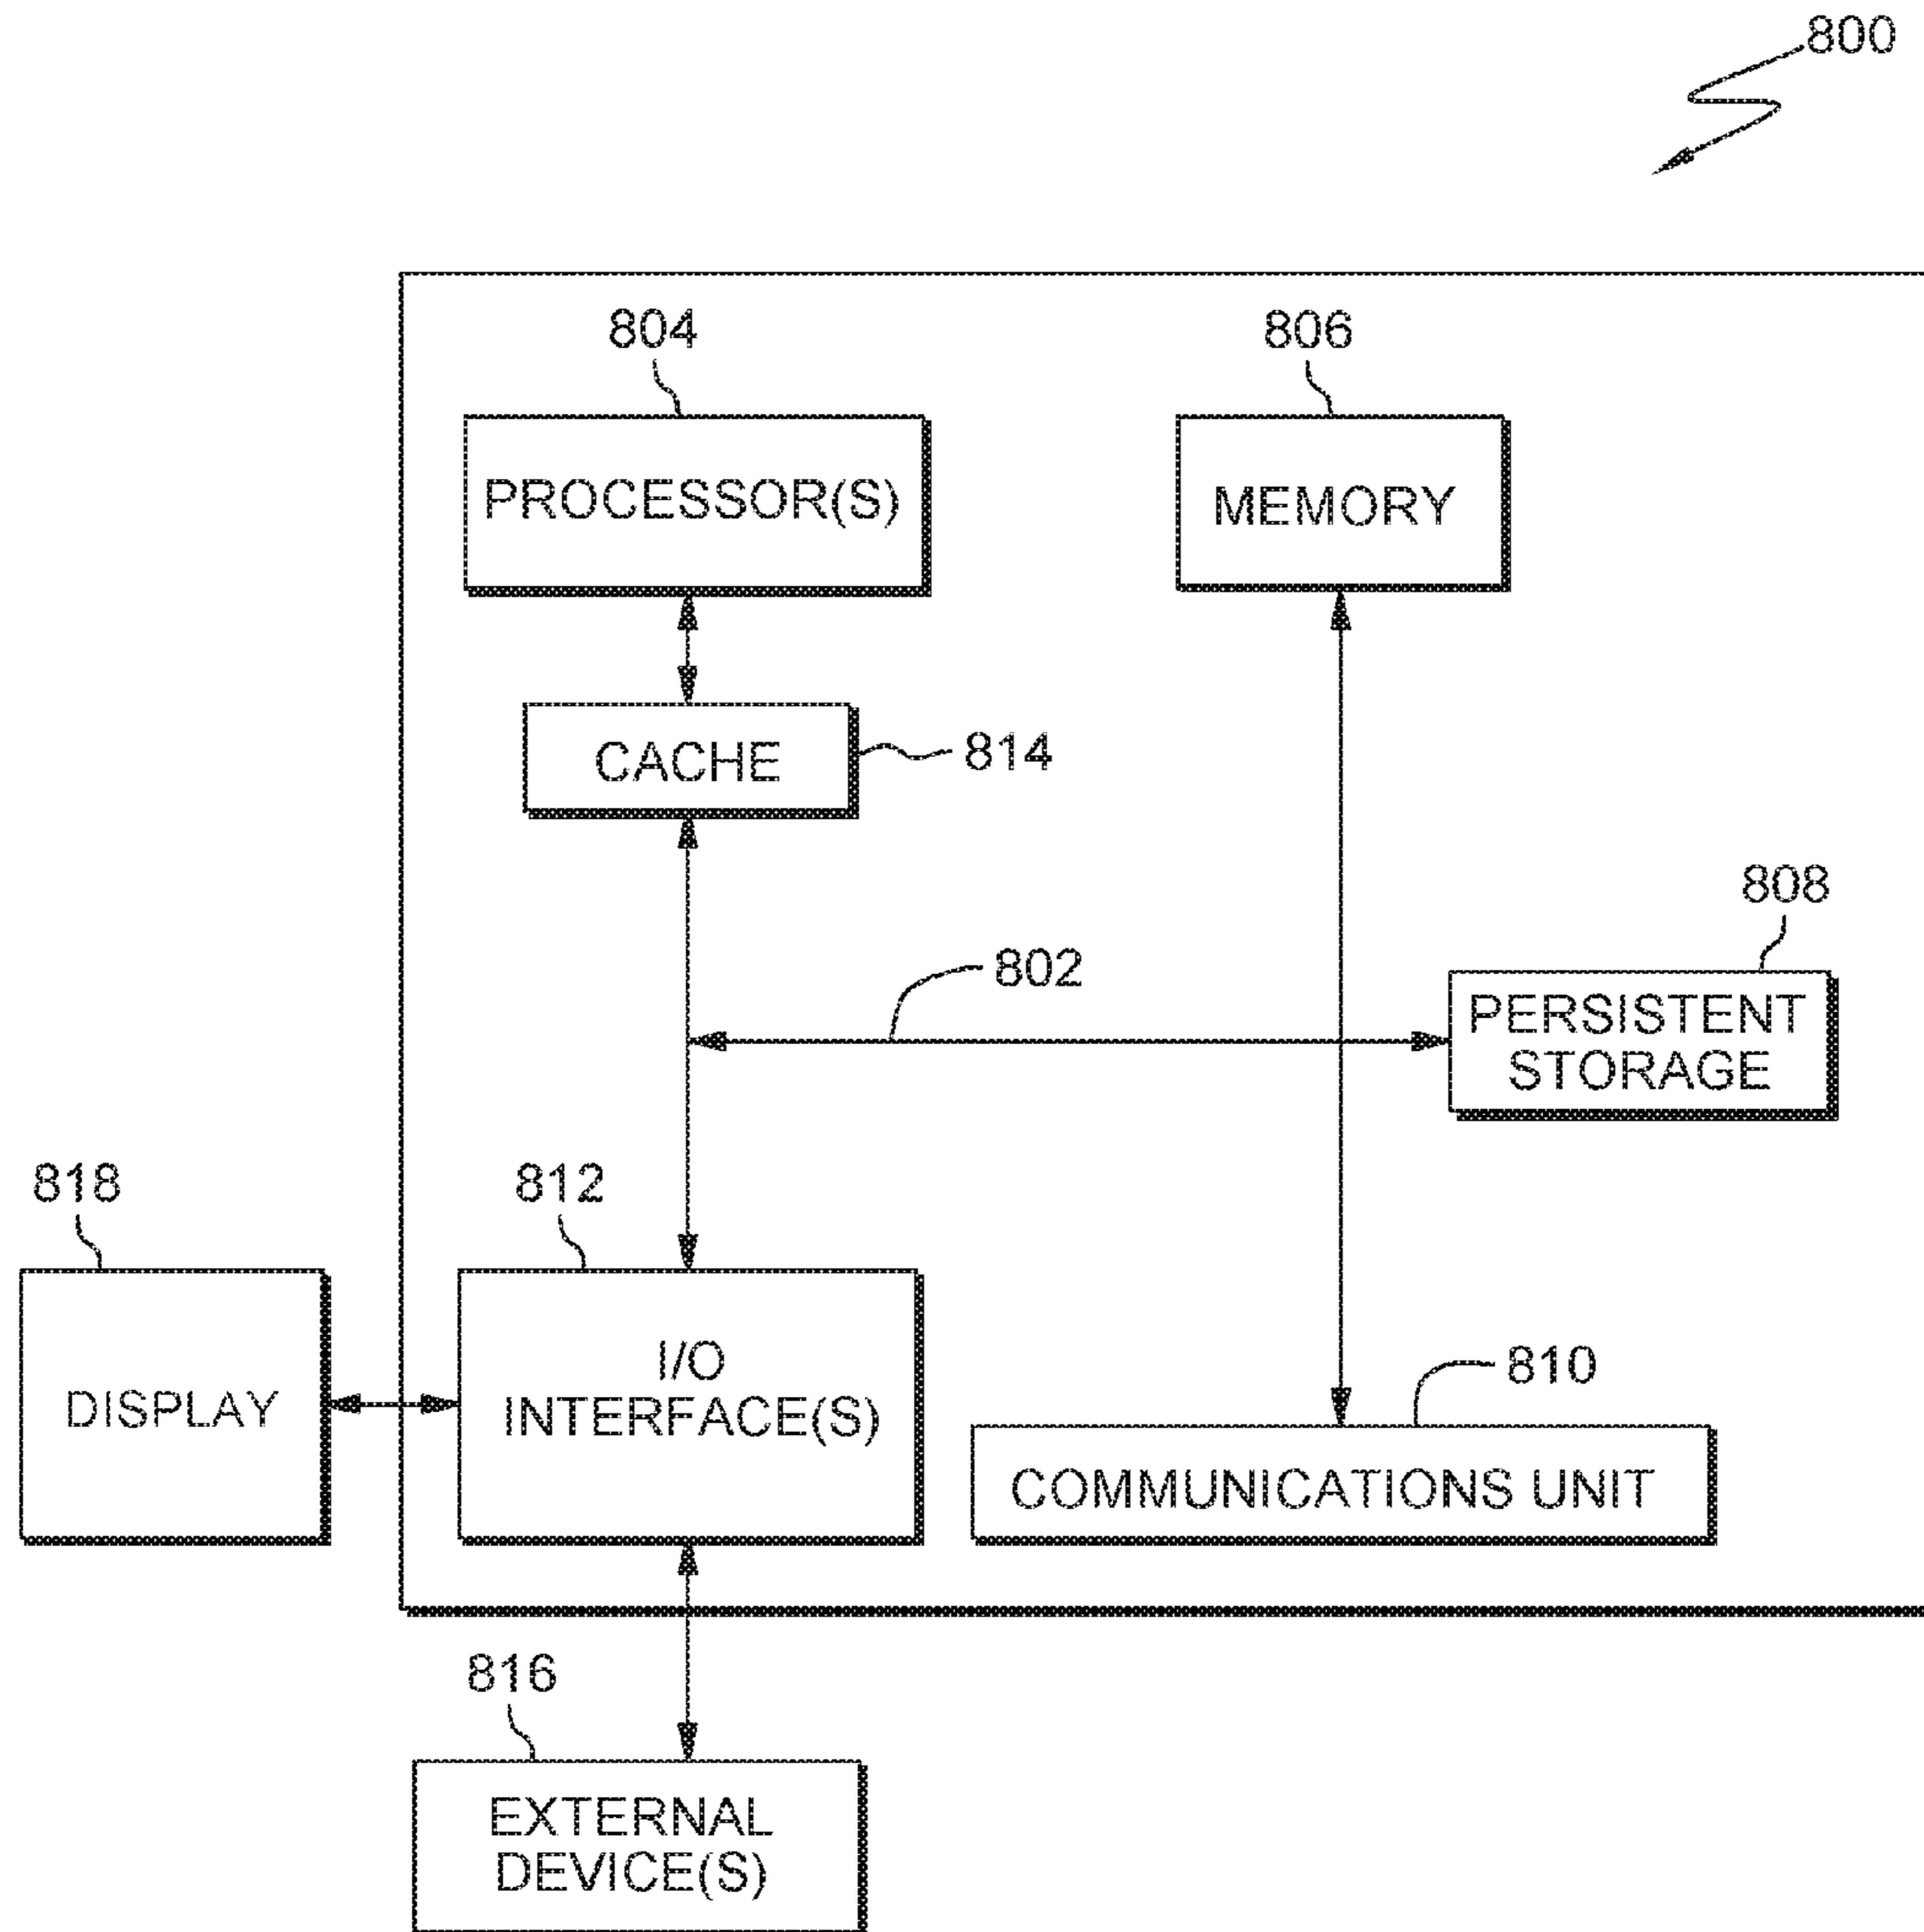 800
804
806
PROCESSOR(S)
MEMORY
CACHE
814
808
802
PERSISTENT
STORAGE
818
812
I/O
INTERFACE(S)
DISPLAY
810
COMMUNICATIONS UNIT
816
EXTERNAL
DEVICE(S)